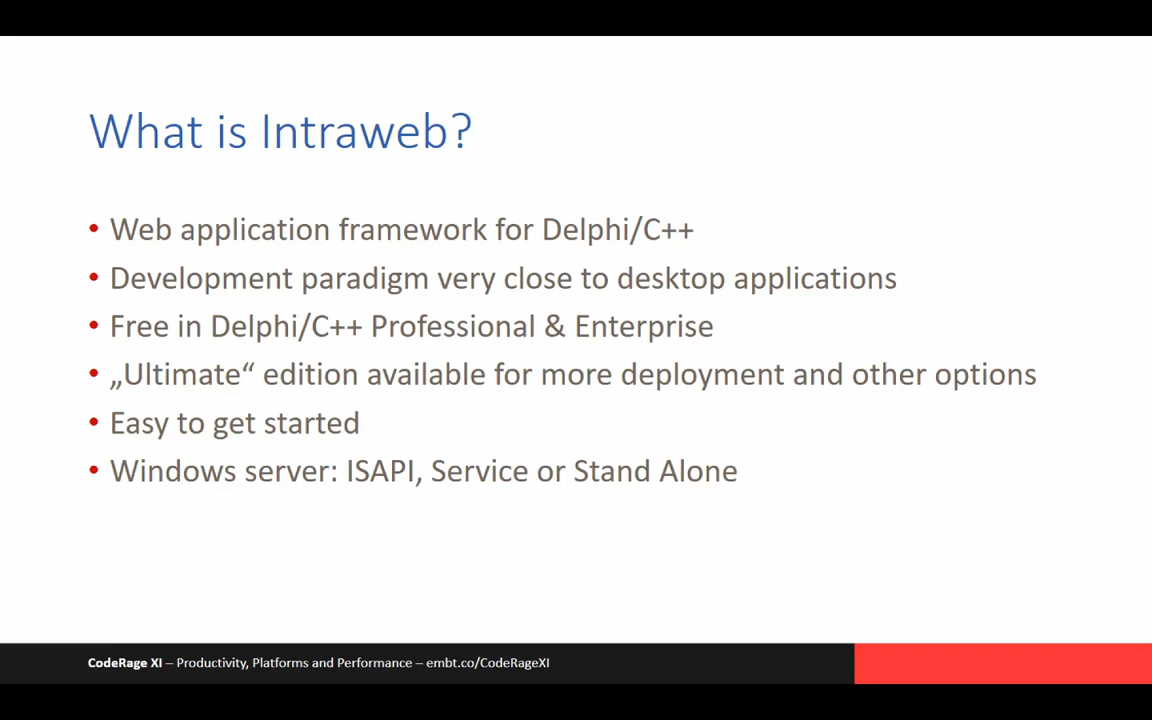 What is Intraweb?
• Web application framework for Delphi/C++
• Development paradigm very close to desktop applications
• Free in Delphi/C++ Professional & Enterprise
• „Ultimate“ edition available for more deployment and other options
• Easy to get started
• Windows server: ISAPI, Service or Stand Alone
CodeRage XI – Productivity, Platforms and Performance – embt.co/CodeRageXI